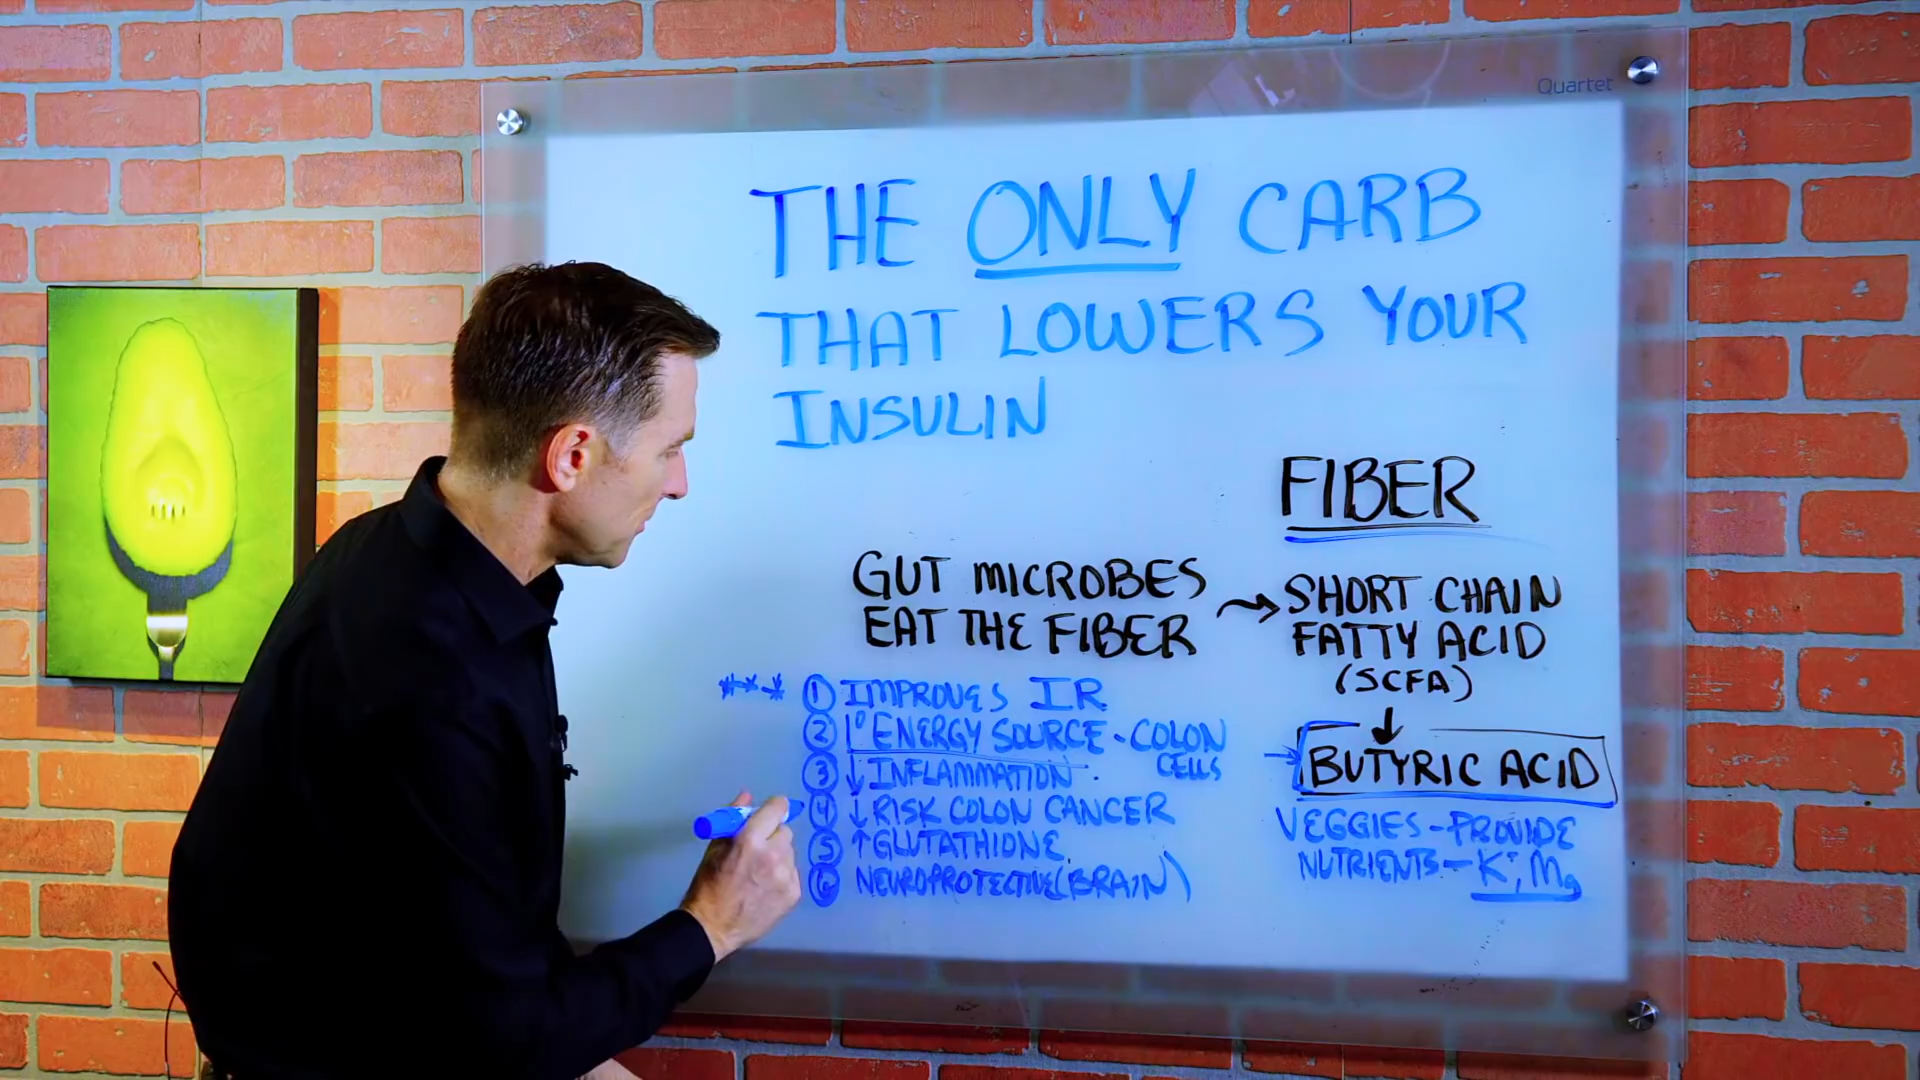 Quartet
THE ONLY CARB
THAT LOWERS YOUR
INSULIN
FIBER
GUT MICROBES
EAT THE FIBER
→ SHORT CHAIN
FATTY ACID
(SCFA)
↓
BUTYRIC ACID
VEGGIES - PROVIDE
NUTRIENTS - K⁺, Mg
*** ① IMPROVES IR
② 1° ENERGY SOURCE - COLON
CELLS
③ ↓ INFLAMMATION
④ ↓ RISK COLON CANCER
⑤ ↑ GLUTATHIONE
⑥ NEUROPROTECTIVE (BRAIN)